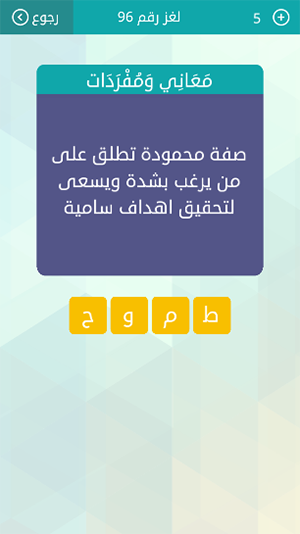 رجوع لغز رقم 96 5
مَعَانِي وَمُفْرَدَات
صفة محمودة تطلق على
من يرغب بشدة ويسعى
لتحقيق اهداف سامية
ط م و ح